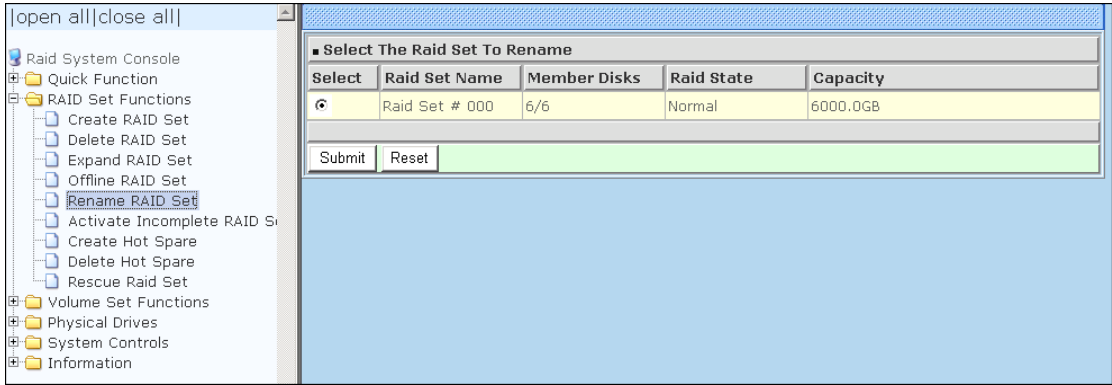 |open all|close all|
Raid System Console
Quick Function
RAID Set Functions
Create RAID Set
Delete RAID Set
Expand RAID Set
Offline RAID Set
Rename RAID Set
Activate Incomplete RAID S
Create Hot Spare
Delete Hot Spare
Rescue Raid Set
Volume Set Functions
Physical Drives
System Controls
Information
Select The Raid Set To Rename
Select Raid Set Name Member Disks Raid State Capacity
Raid Set # 000 6/6 Normal 6000.0GB
Submit Reset